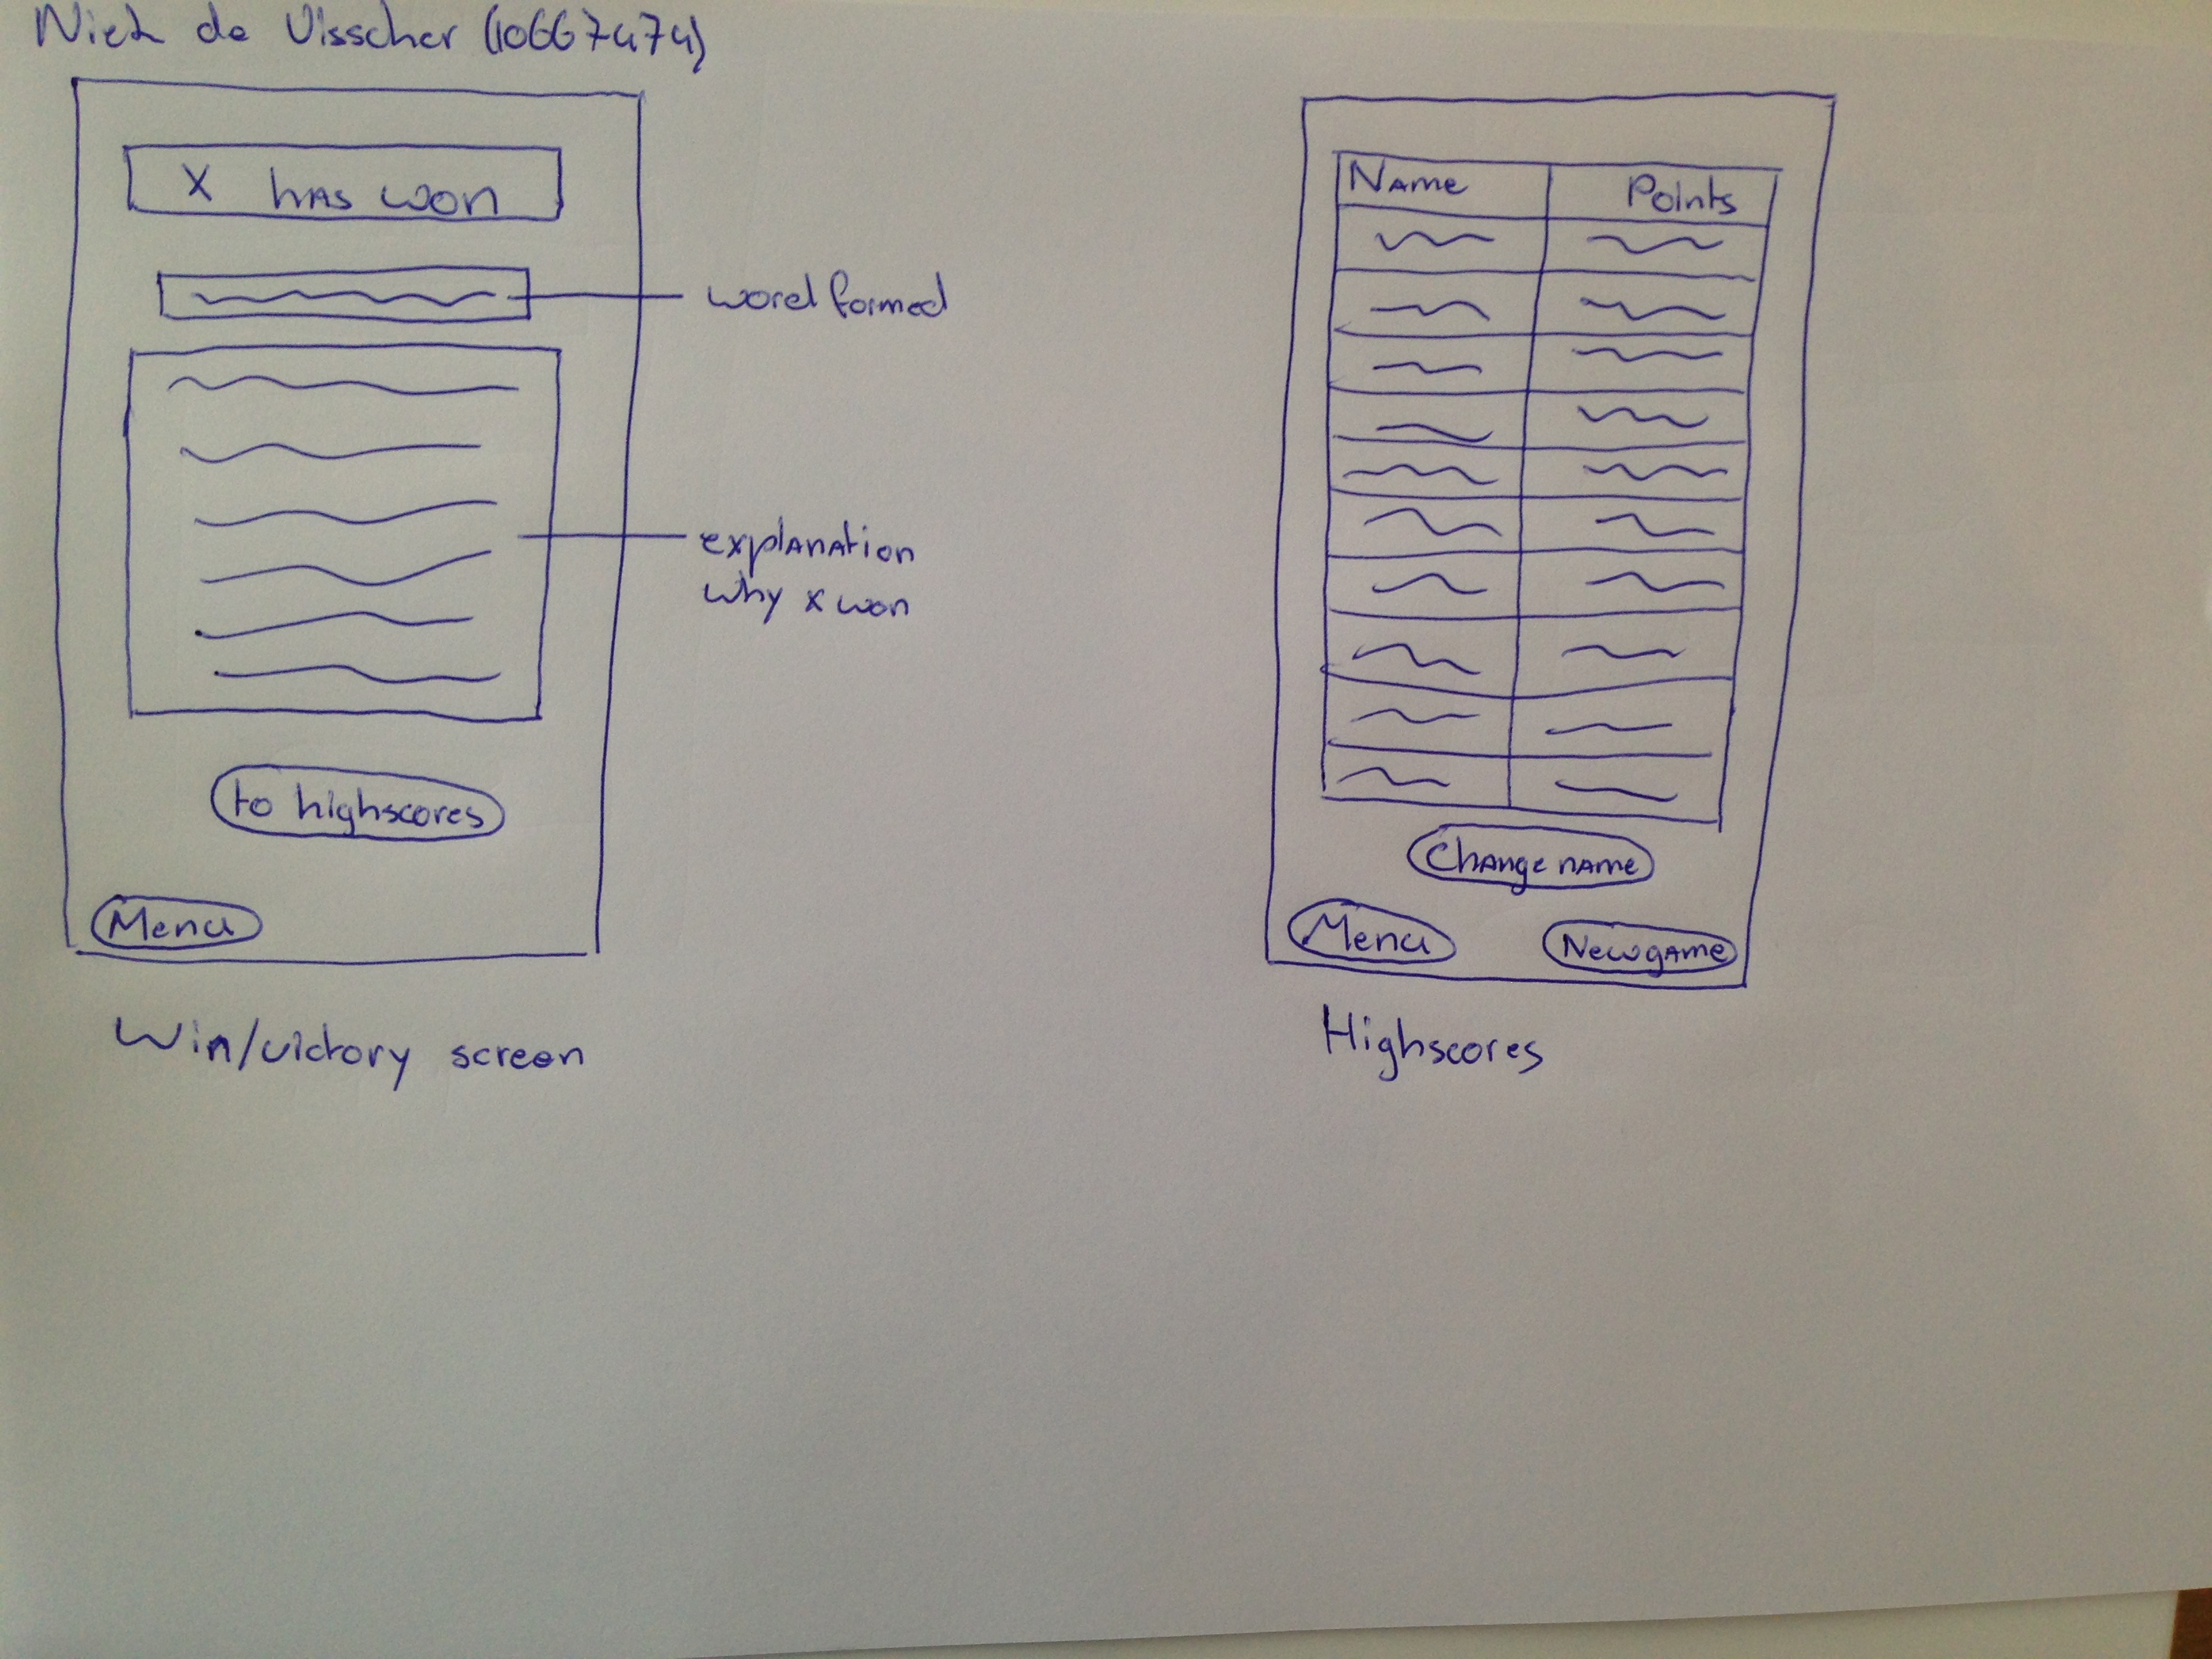 Niek de Visscher (10667474)
X has won
word formed
explanation
why x won
to highscores
Menu
Win/victory screen
Name Points
Change name
Menu New game
Highscores